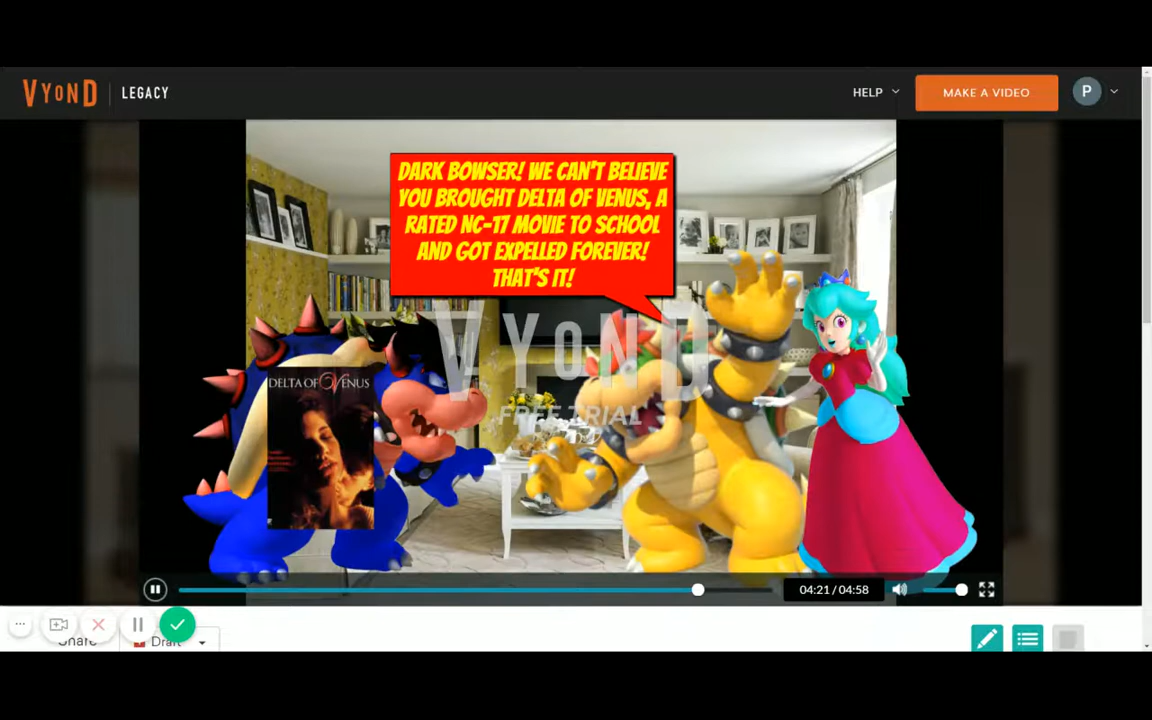 VYOND LEGACY
HELP
MAKE A VIDEO
P
DARK BOWSER! WE CAN'T BELIEVE
YOU BROUGHT DELTA OF VENUS, A
RATED NC-17 MOVIE TO SCHOOL
AND GOT EXPELLED FOREVER!
THAT'S IT!
DELTA OF VENUS
VYOND
FREE TRIAL
04:21 / 04:58
Share
Draft